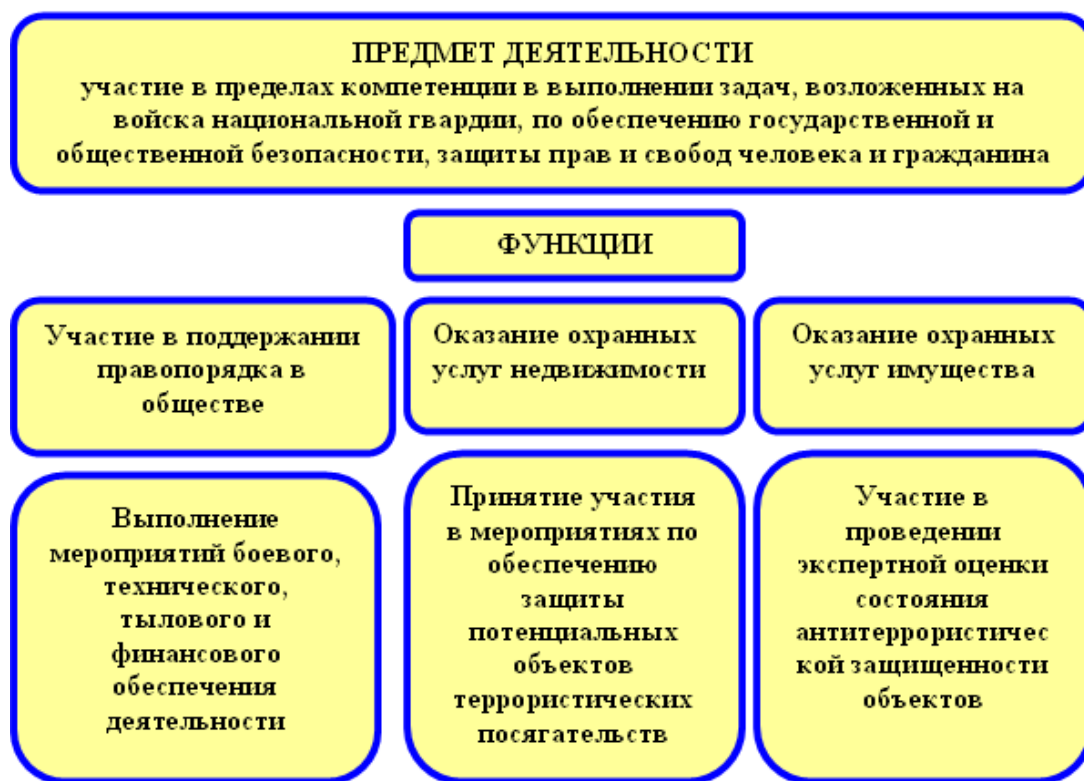 ПРЕДМЕТ ДЕЯТЕЛЬНОСТИ
участие в пределах компетенции в выполнении задач, возложенных на
войска национальной гвардии, по обеспечению государственной и
общественной безопасности, защиты прав и свобод человека и гражданина
ФУНКЦИИ
Участие в поддержании
правопорядка в
обществе
Оказание охранных
услуг недвижимости
Оказание охранных
услуг имущества
Выполнение
мероприятий боевого,
технического,
тылового и
финансового
обеспечения
деятельности
Принятие участия
в мероприятиях по
обеспечению
защиты
потенциальных
объектов
террористических
посягательств
Участие в
проведении
экспертной оценки
состояния
антитеррористичес
кой защищенности
объектов